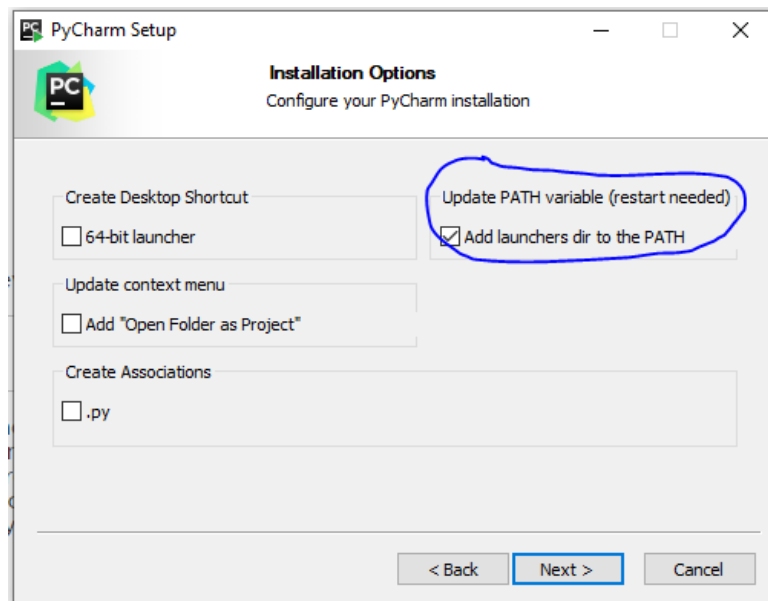 PC PyCharm Setup
PC
Installation Options
Configure your PyCharm installation
Create Desktop Shortcut
64-bit launcher
Update PATH variable (restart needed)
Add launchers dir to the PATH
Update context menu
Add "Open Folder as Project"
Create Associations
.py
< Back
Next >
Cancel